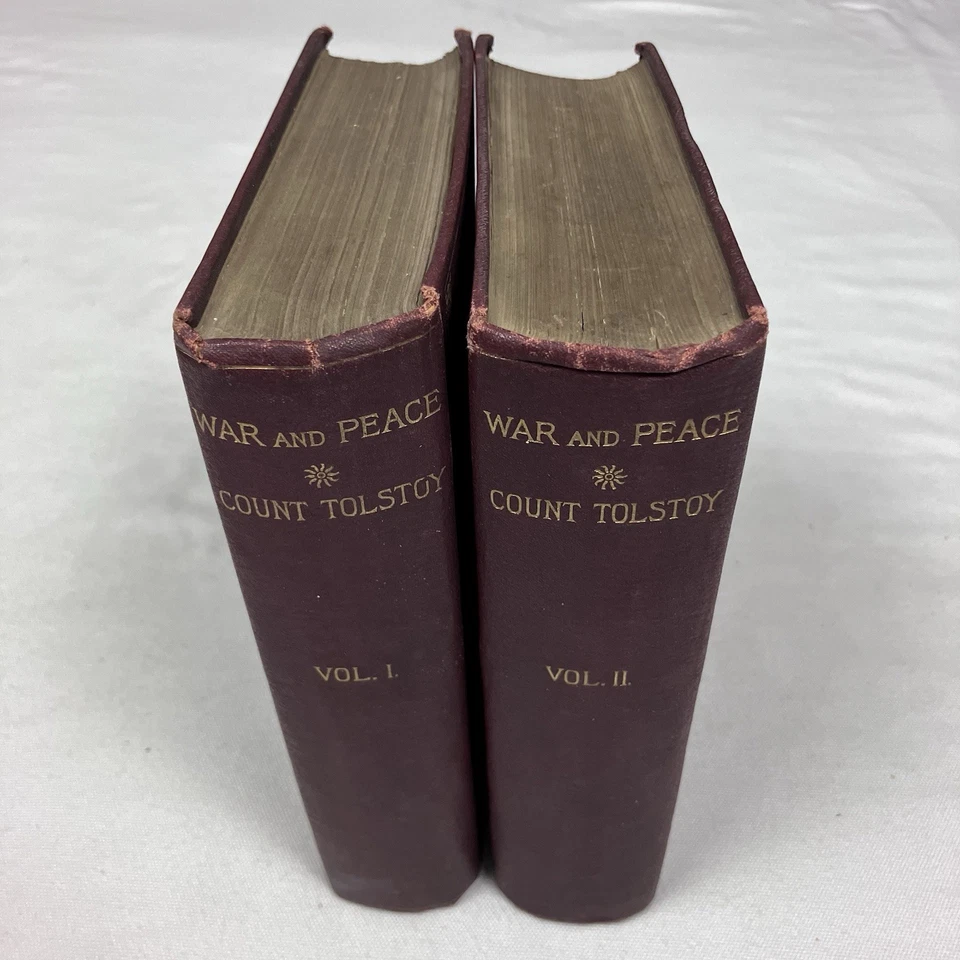 WAR AND PEACE
COUNT TOLSTOY
VOL. I.
WAR AND PEACE
COUNT TOLSTOY
VOL. II.